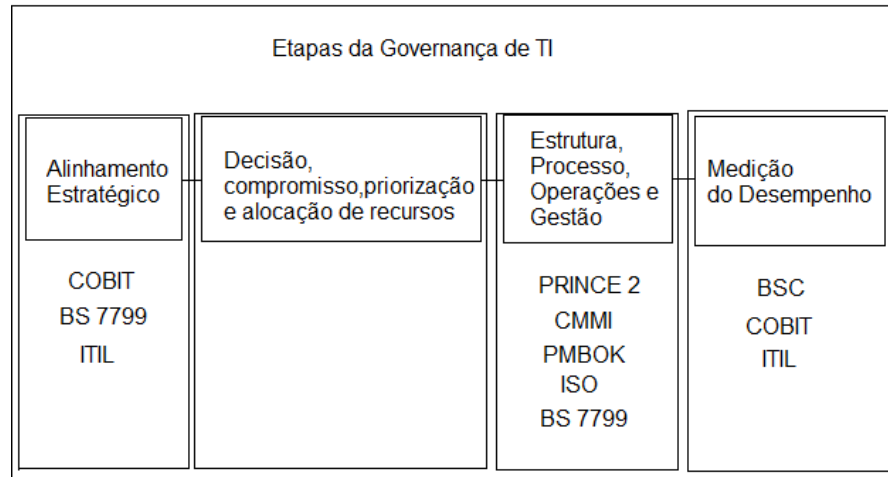 Etapas da Governança de TI
Alinhamento
Estratégico
COBIT
BS 7799
ITIL
Decisão,
compromisso,priorização
e alocação de recursos
Estrutura,
Processo,
Operações e
Gestão
PRINCE 2
CMMI
PMBOK
ISO
BS 7799
Medição
do Desempenho
BSC
COBIT
ITIL